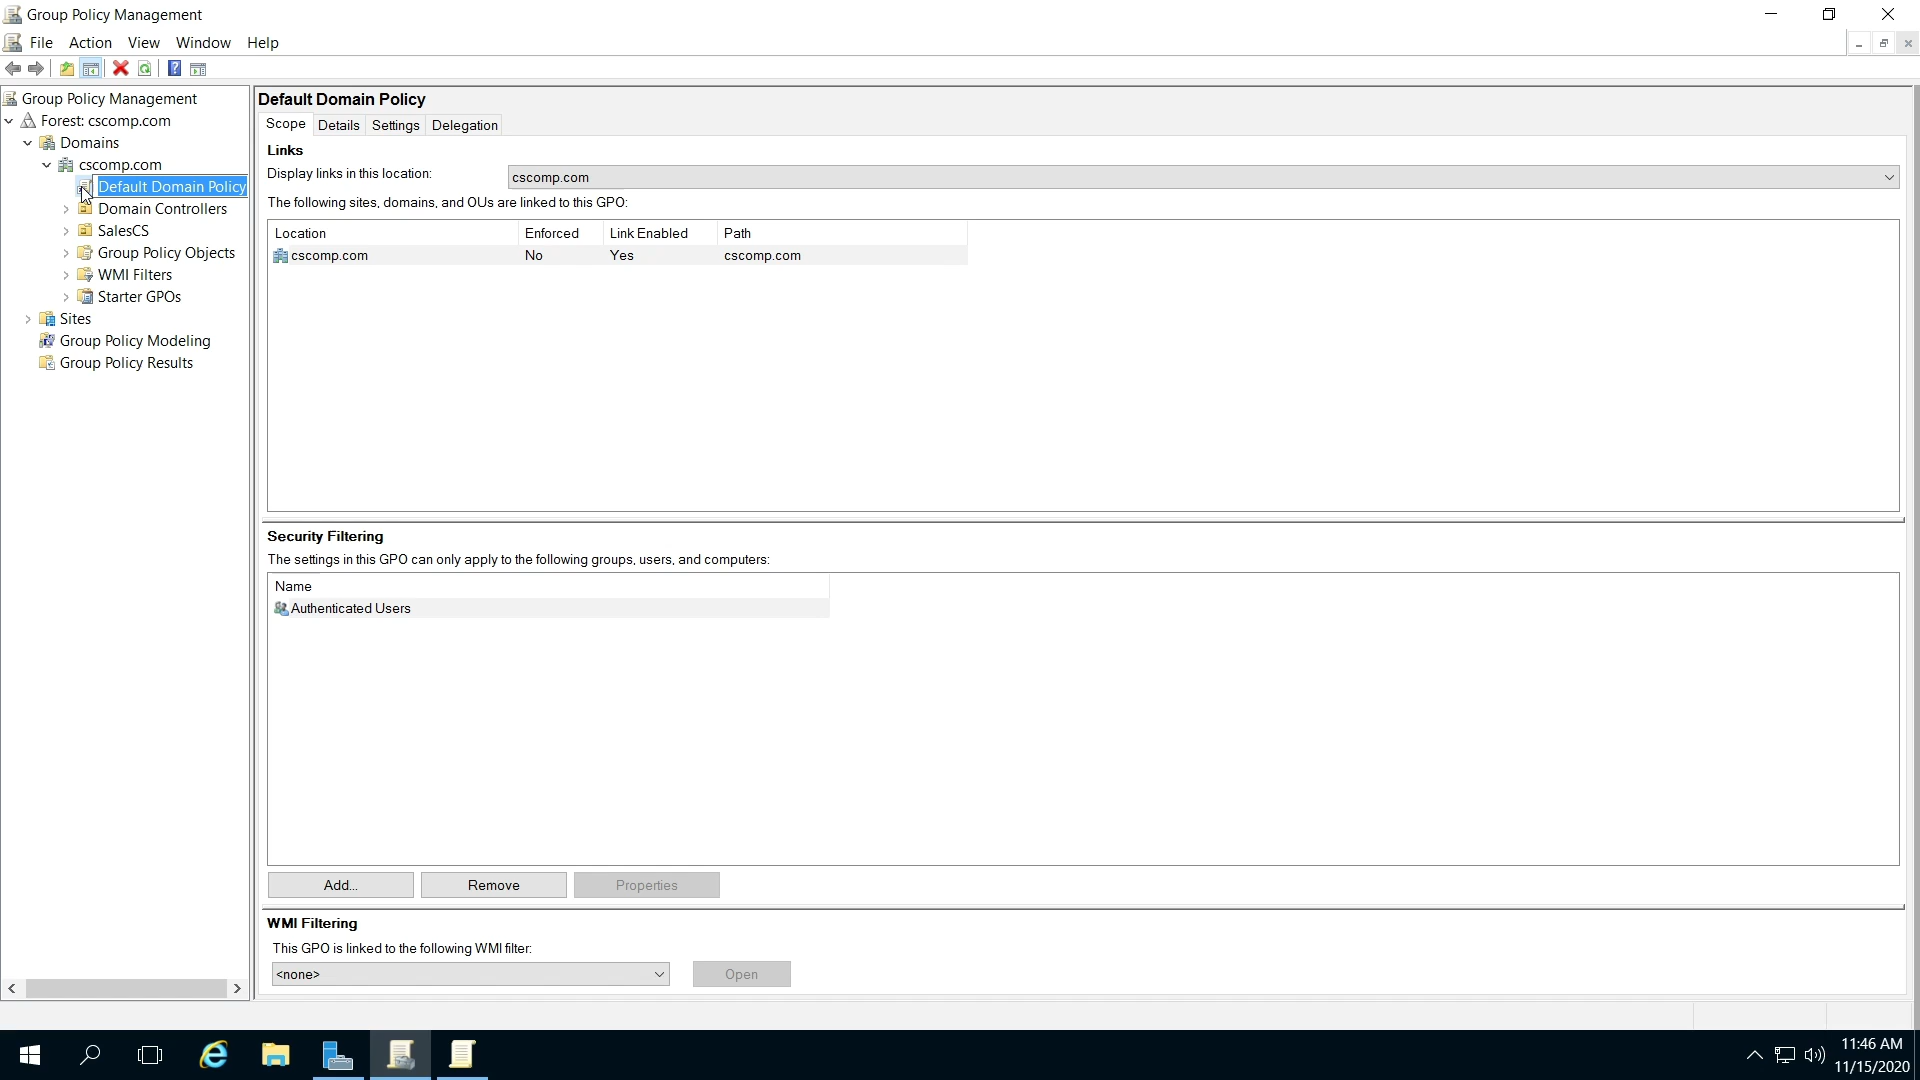 Group Policy Management
File Action View Window Help
Group Policy Management
Forest: cscomp.com
Domains
cscomp.com
Default Domain Policy
Domain Controllers
SalesCS
Group Policy Objects
WMI Filters
Starter GPOs
Sites
Group Policy Modeling
Group Policy Results
Default Domain Policy
Scope Details Settings Delegation
Links
Display links in this location: cscomp.com
The following sites, domains, and OUs are linked to this GPO:
Location Enforced Link Enabled Path
cscomp.com No Yes cscomp.com
Security Filtering
The settings in this GPO can only apply to the following groups, users, and computers:
Name
Authenticated Users
Add... Remove Properties
WMI Filtering
This GPO is linked to the following WMI filter:
<none> Open
11:46 AM
11/15/2020